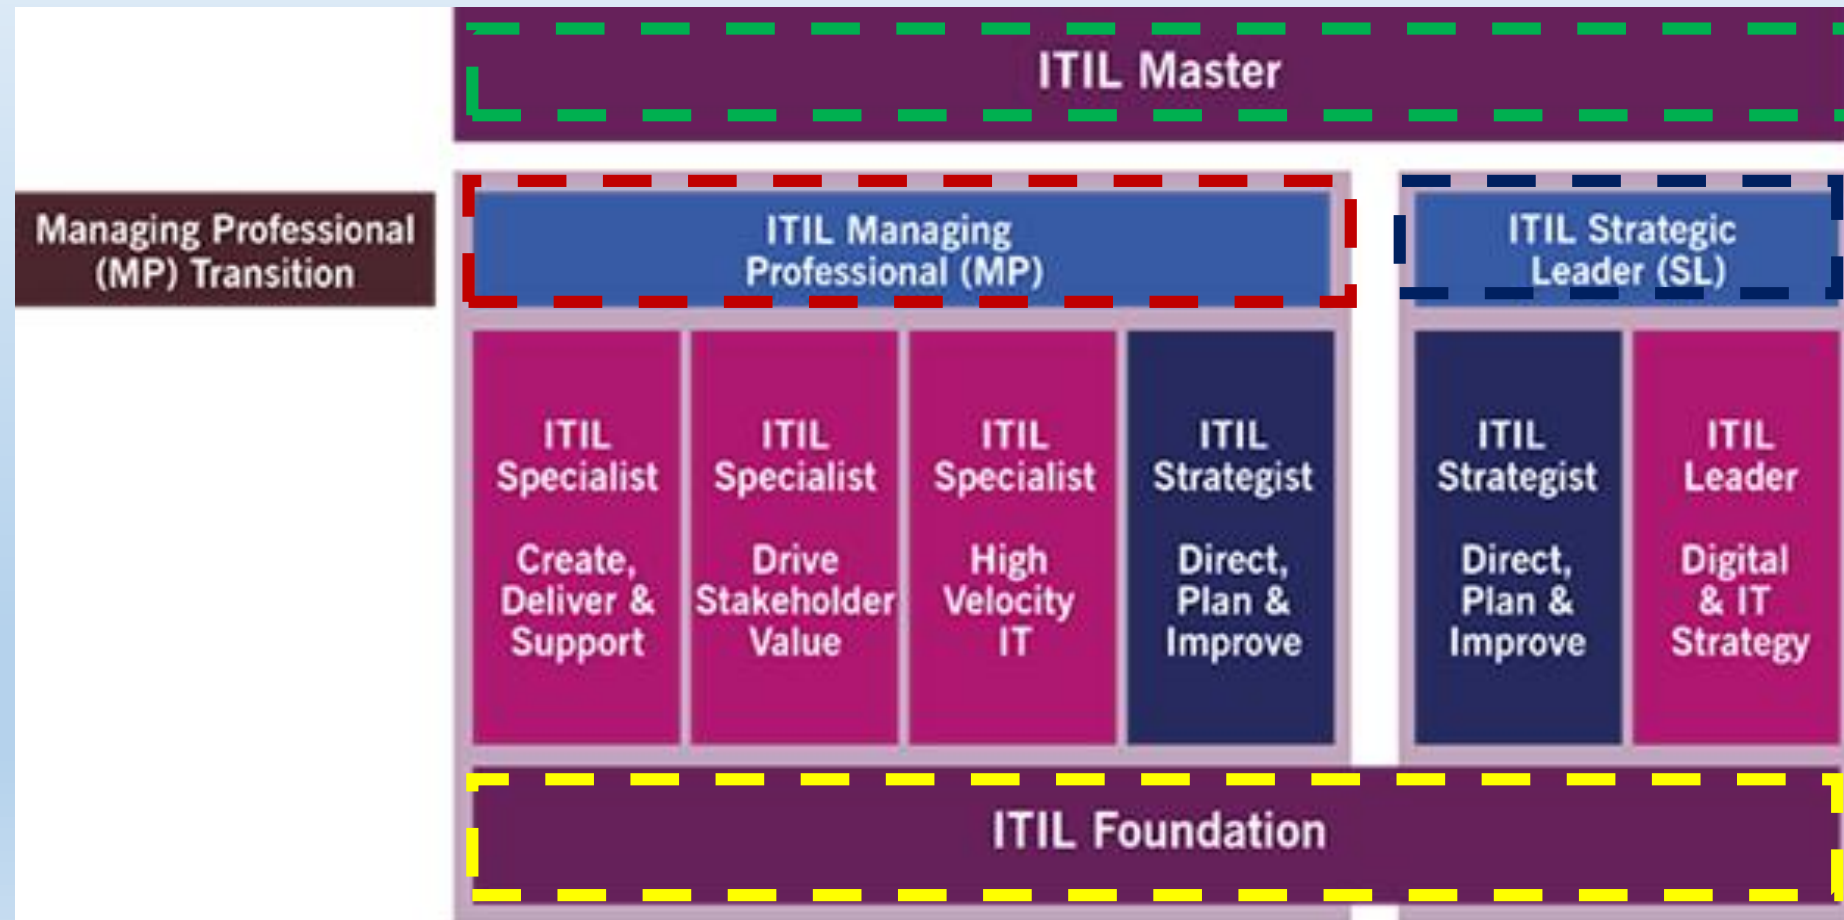 ITIL Master
Managing Professional
(MP) Transition
ITIL Managing
Professional (MP)
ITIL Strategic
Leader (SL)
ITIL
Specialist
Create,
Deliver &
Support
ITIL
Specialist
Drive
Stakeholder
Value
ITIL
Specialist
High
Velocity
IT
ITIL
Strategist
Direct,
Plan &
Improve
ITIL
Strategist
Direct,
Plan &
Improve
ITIL
Leader
Digital
& IT
Strategy
ITIL Foundation